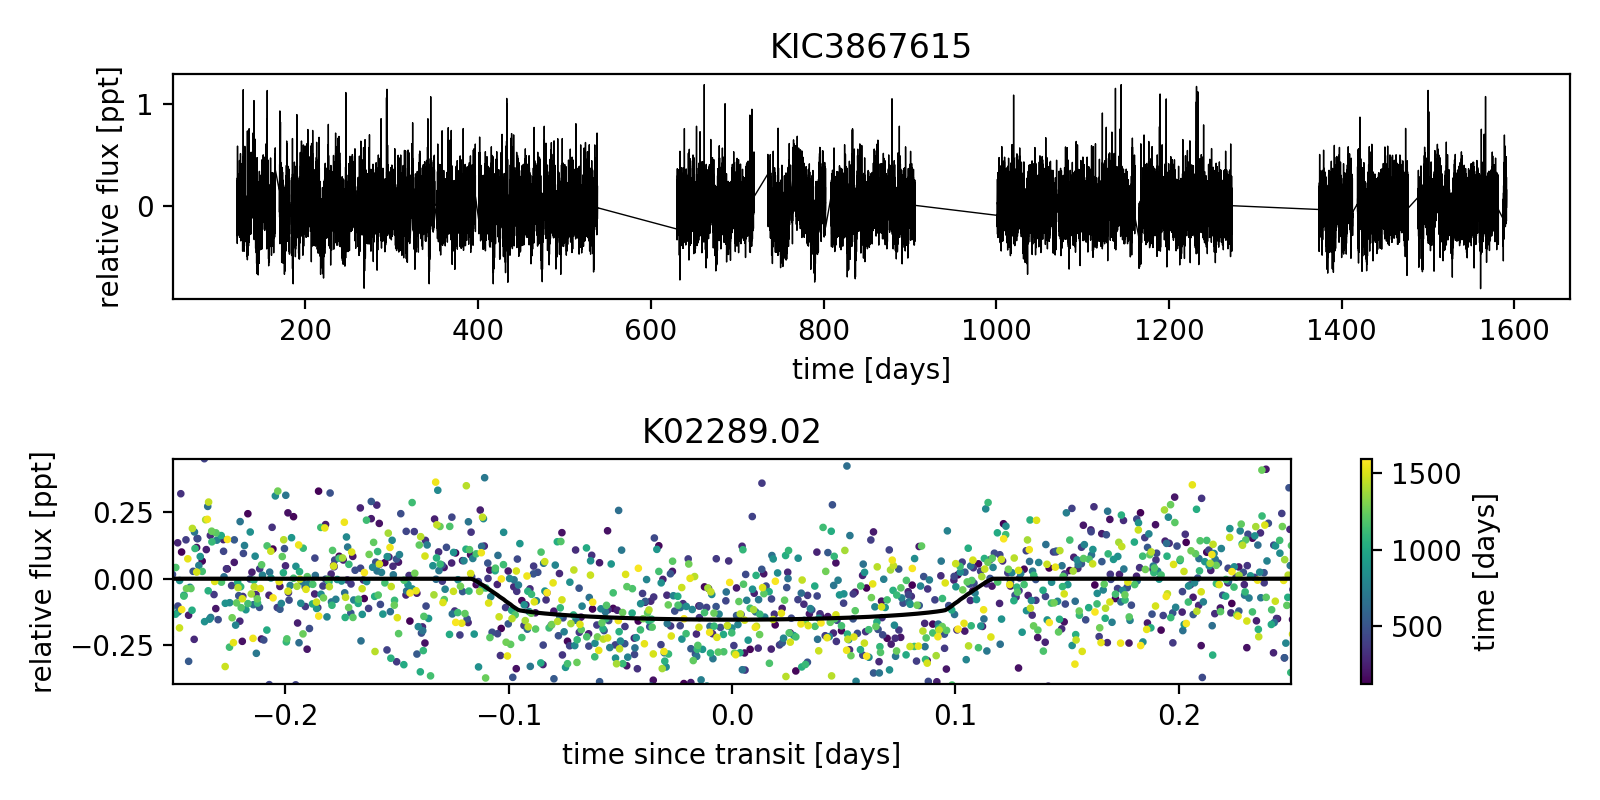 KIC3867615
relative flux [ppt]
1
0
200 400 600 800 1000 1200 1400 1600
time [days]
K02289.02
relative flux [ppt]
0.25
0.00
−0.25
−0.2 −0.1 0.0 0.1 0.2
time since transit [days]
1500
1000
500
time [days]